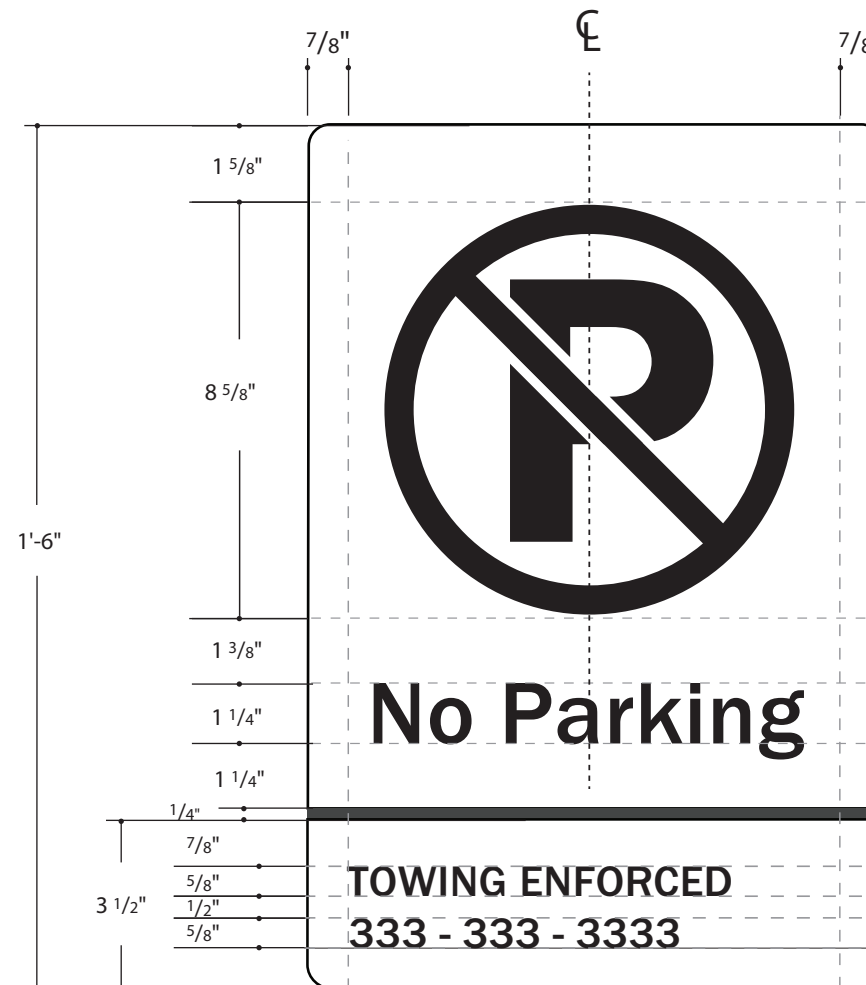 7/8" ℄ 7/8
1 5/8"
P
8 5/8"
1'-6"
1 3/8"
No Parking
1 1/4"
1 1/4"
1/4"
7/8"
TOWING ENFORCED
5/8"
3 1/2"
1/2"
333 - 333 - 3333
5/8"